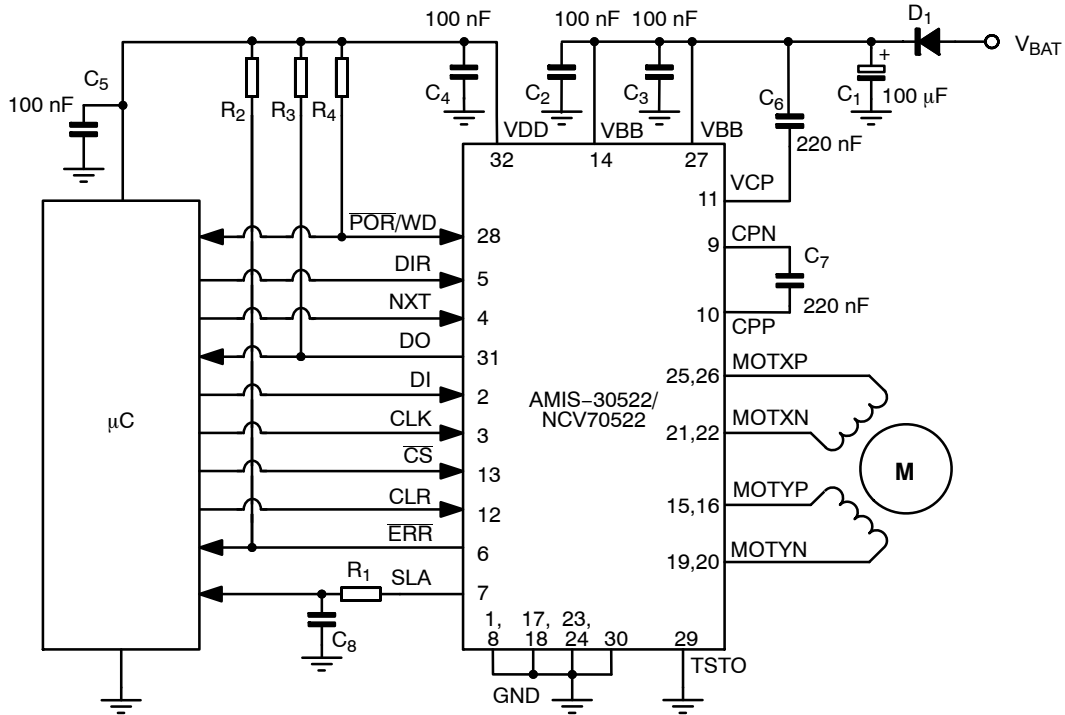 100 nF
100 nF 100 nF
D1
VBAT
+
C5
100 nF
R2
R3
R4
C4
C2
C3
C6
C1 100 μF
VDD
VBB
VBB
32
14
27
220 nF
11
VCP
P̅O̅R̅/WD
28
9
CPN
DIR
5
C7
NXT
4
10
220 nF
CPP
DO
31
MOTXP
25,26
DI
2
AMIS−30522/
NCV70522
μC
CLK
3
21,22
MOTXN
C̅S̅
13
M
CLR
12
15,16
MOTYP
E̅R̅R̅
6
19,20
MOTYN
R1
SLA
7
C8
1,
8
17,
18
23,
24
30
29
TSTO
GND